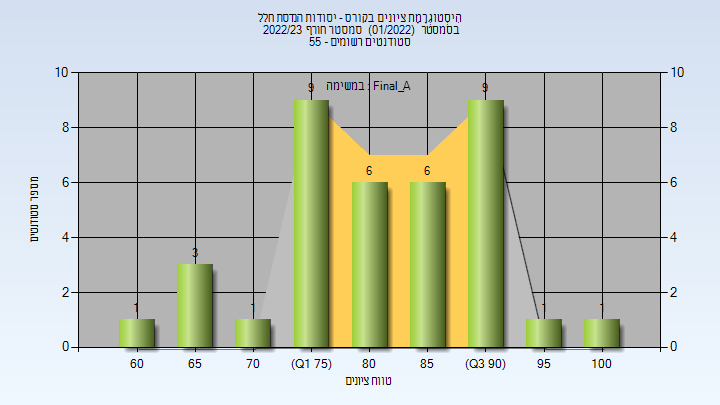 היסטוגרמת ציונים בקורס - יסודות הנדסת חלל
בסמסטר (01/2022) סמסטר חורף 2022/23
סטודנטים רשומים - 55
במשימה : Final_A
10 10
8 8
6 6
4 4
2 2
0 0
1 3 1 9 6 6 9 1 1
60 65 70 (Q1 75) 80 85 (Q3 90) 95 100
מספר סטודנטים
טווח ציונים